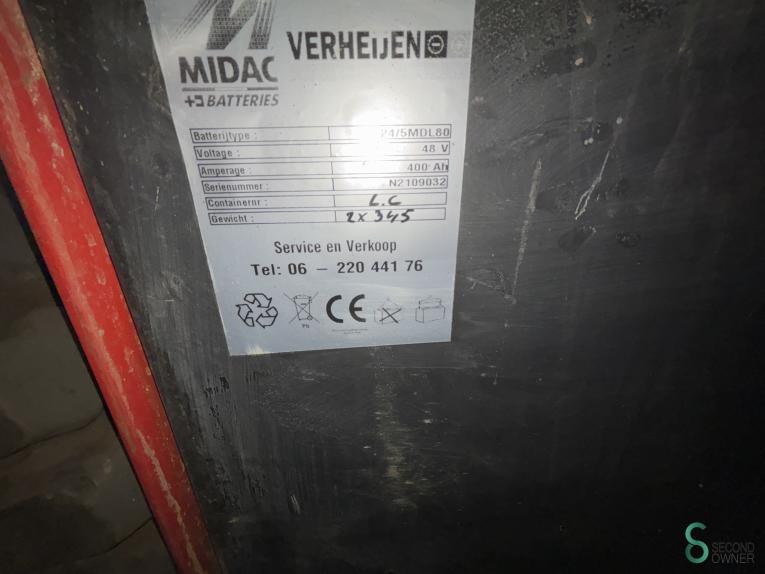 MIDAC
VERHEIJEN
+- BATTERIES
Batterijtype : 24/5MDL80
Voltage : 48 V
Amperage : 400 Ah
Serienummer : N2109032
Containernr : L.C
Gewicht : 2x345
Service en Verkoop
Tel: 06 – 220 441 76
Pb
CE
SECOND
OWNER